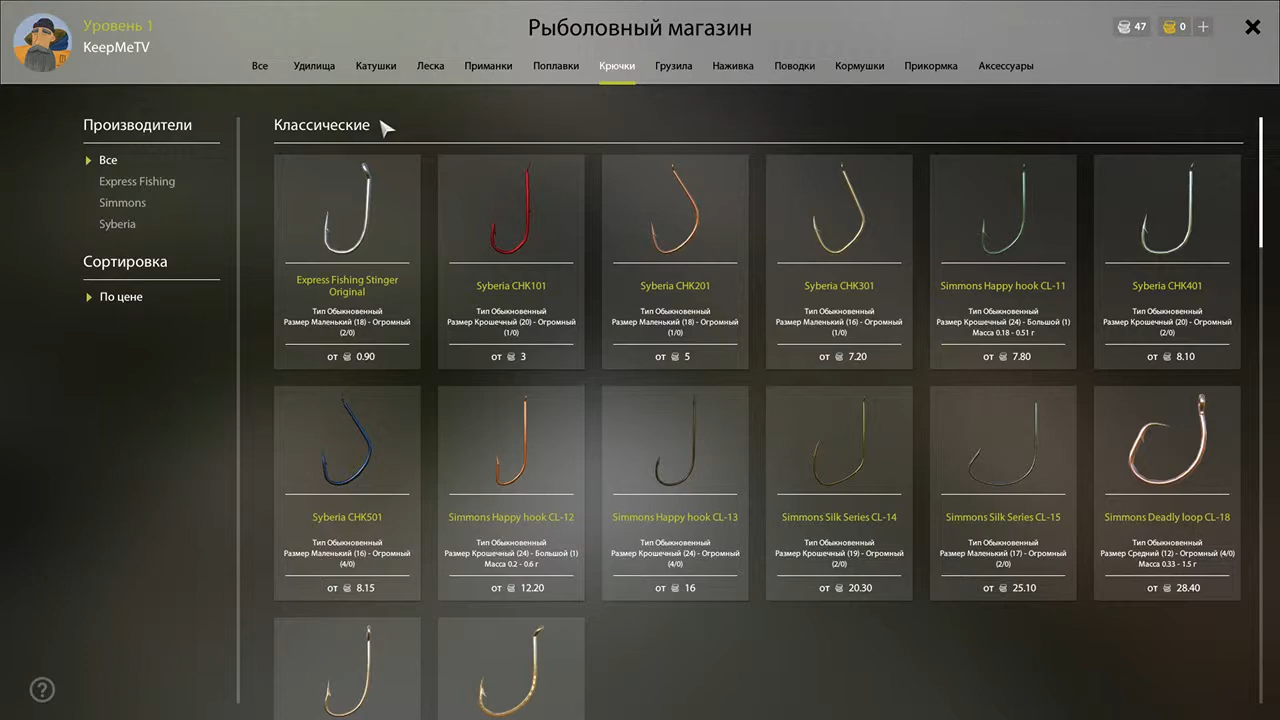 Уровень 1
KeepMeTV
Рыболовный магазин
47
0
Все Удилища Катушки Леска Приманки Поплавки Крючки Грузила Наживка Поводки Кормушки Прикормка Аксессуары
Производители
Все
Express Fishing
Simmons
Syberia
Сортировка
По цене
Классические
Express Fishing Stinger
Original
Тип Обыкновенный
Размер Маленький (18) - Огромный
(2/0)
от 0.90
Syberia CHK101
Тип Обыкновенный
Размер Крошечный (20) - Огромный
(1/0)
от 3
Syberia CHK201
Тип Обыкновенный
Размер Маленький (18) - Огромный
(1/0)
от 5
Syberia CHK301
Тип Обыкновенный
Размер Маленький (16) - Огромный
(1/0)
от 7.20
Simmons Happy hook CL-11
Тип Обыкновенный
Размер Крошечный (24) - Большой (1)
Масса 0.18 - 0.51 г
от 7.80
Syberia CHK401
Тип Обыкновенный
Размер Крошечный (20) - Огромный
(2/0)
от 8.10
Syberia CHK501
Тип Обыкновенный
Размер Маленький (16) - Огромный
(4/0)
от 8.15
Simmons Happy hook CL-12
Тип Обыкновенный
Размер Крошечный (24) - Большой (1)
Масса 0.2 - 0.6 г
от 12.20
Simmons Happy hook CL-13
Тип Обыкновенный
Размер Крошечный (24) - Огромный
(4/0)
от 16
Simmons Silk Series CL-14
Тип Обыкновенный
Размер Крошечный (19) - Огромный
(2/0)
от 20.30
Simmons Silk Series CL-15
Тип Обыкновенный
Размер Маленький (17) - Огромный
(2/0)
от 25.10
Simmons Deadly loop CL-18
Тип Обыкновенный
Размер Средний (12) - Огромный (4/0)
Масса 0.33 - 1.5 г
от 28.40
?